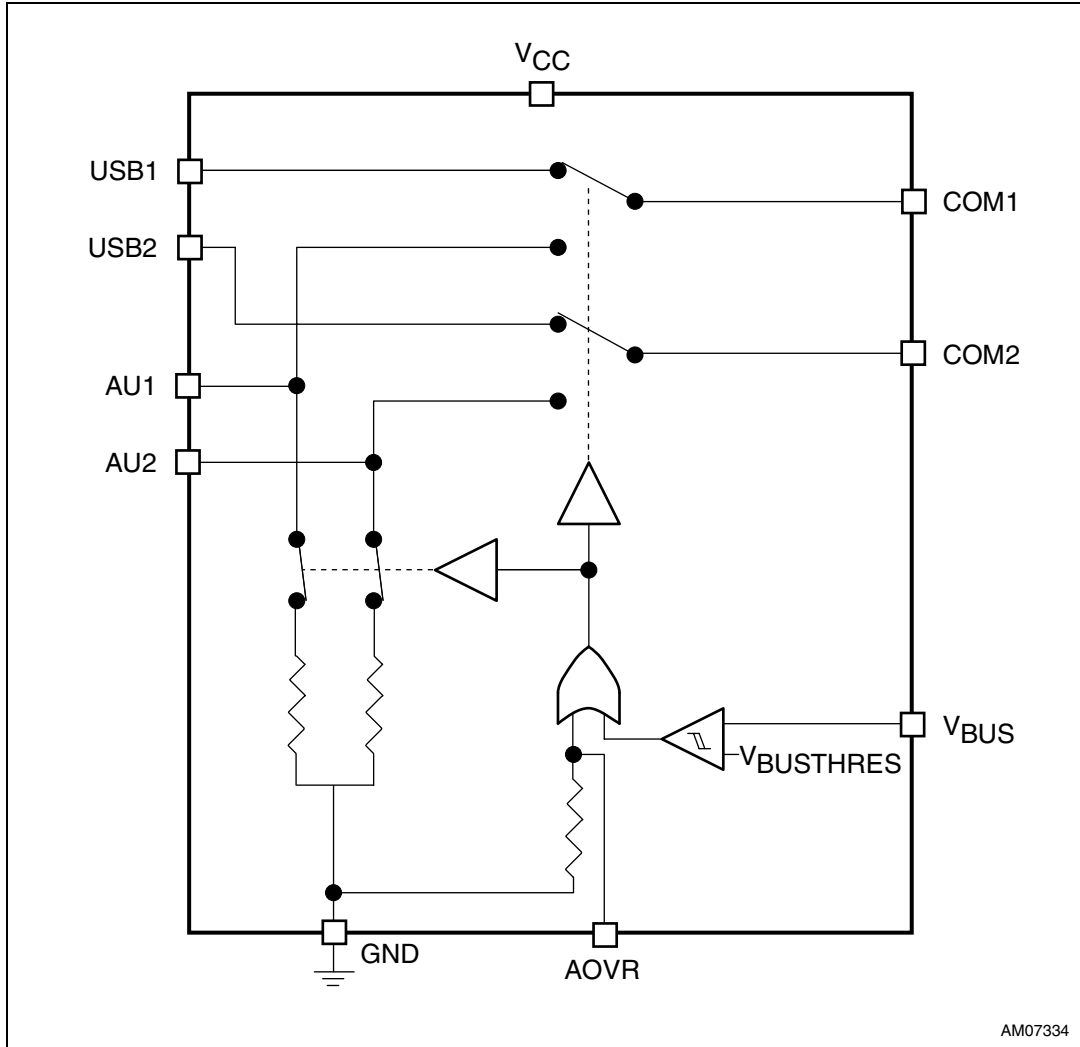 VCC
USB1
COM1
USB2
COM2
AU1
AU2
VBUS
VBUSTHRES
GND
AOVR
AM07334